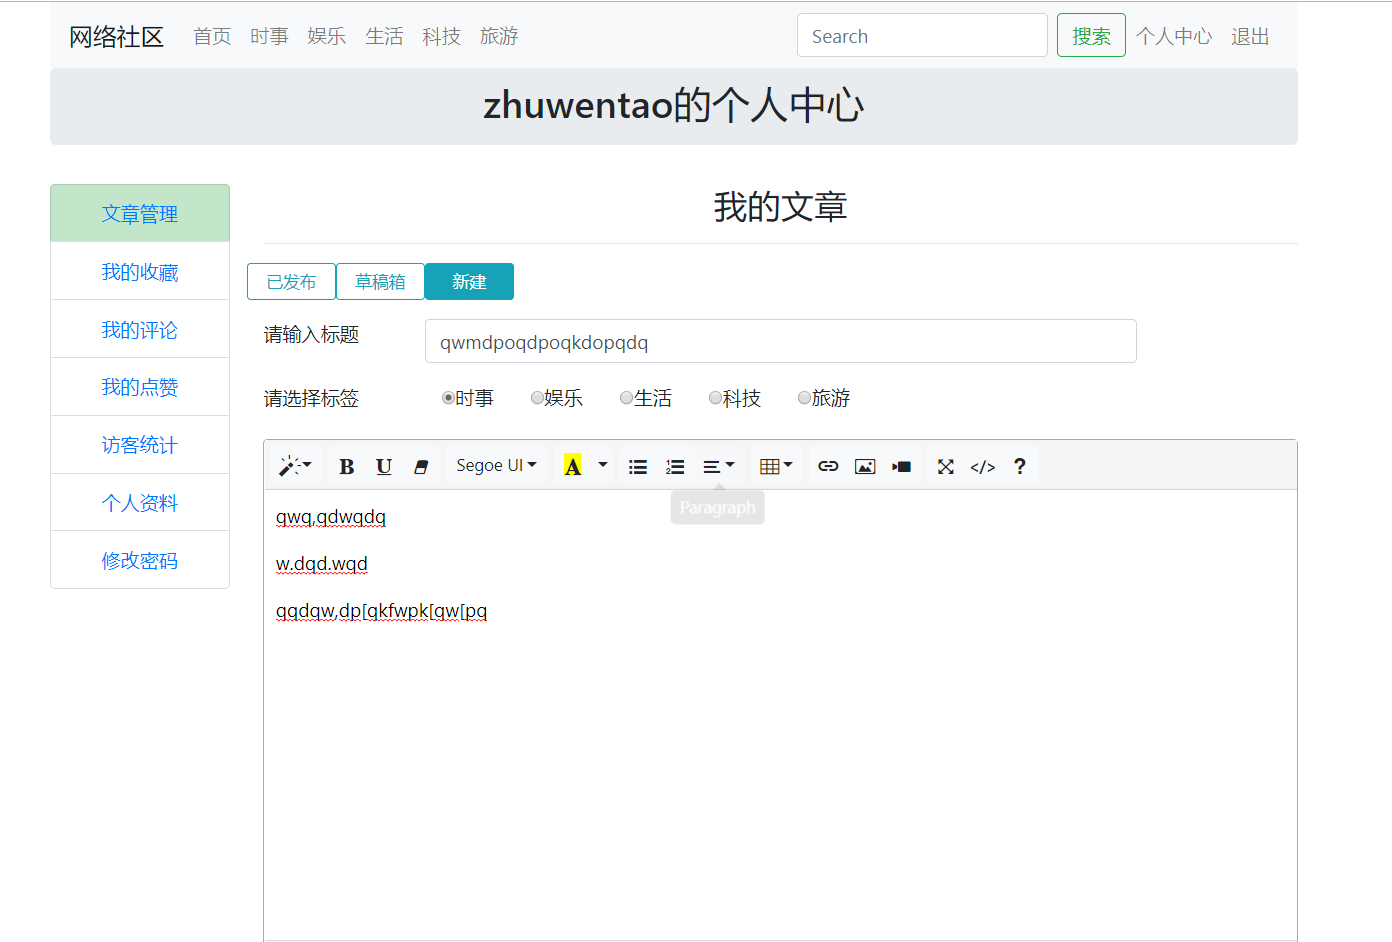 网络社区 首页 时事 娱乐 生活 科技 旅游 Search 搜索 个人中心 退出
zhuwentao的个人中心
文章管理
我的收藏
我的评论
我的点赞
访客统计
个人资料
修改密码
我的文章
已发布 草稿箱 新建
请输入标题 qwmdpoqdpoqkdopqdq
请选择标签 时事 娱乐 生活 科技 旅游
B U Segoe UI A </> ?
Paragraph
qwq,qdwqdq
w.dqd.wqd
qqdqw,dp[qkfwpk[qw[pq